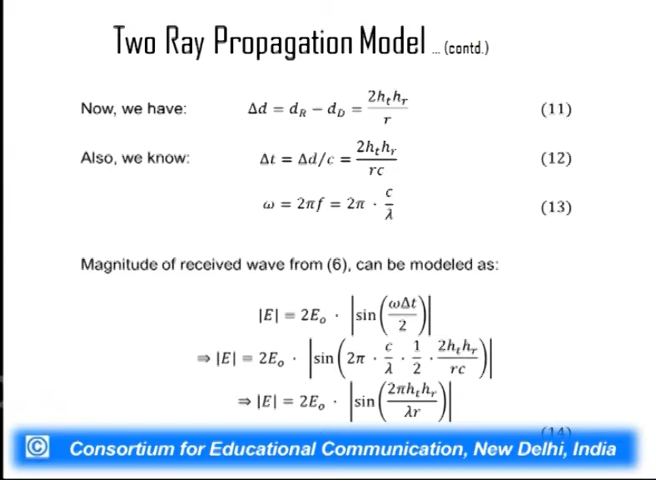 Two Ray Propagation Model ... (contd.)
Now, we have: Δd = d_R − d_D = 2h_t h_r / r (11)
Also, we know: Δt = Δd/c = 2h_t h_r / rc (12)
ω = 2πf = 2π · c/λ (13)
Magnitude of received wave from (6), can be modeled as:
|E| = 2E_o · |sin(ωΔt / 2)|
⇒ |E| = 2E_o · |sin(2π · c/λ · 1/2 · 2h_t h_r / rc)|
⇒ |E| = 2E_o · |sin(2πh_t h_r / λr)|
(14)
© Consortium for Educational Communication, New Delhi, India